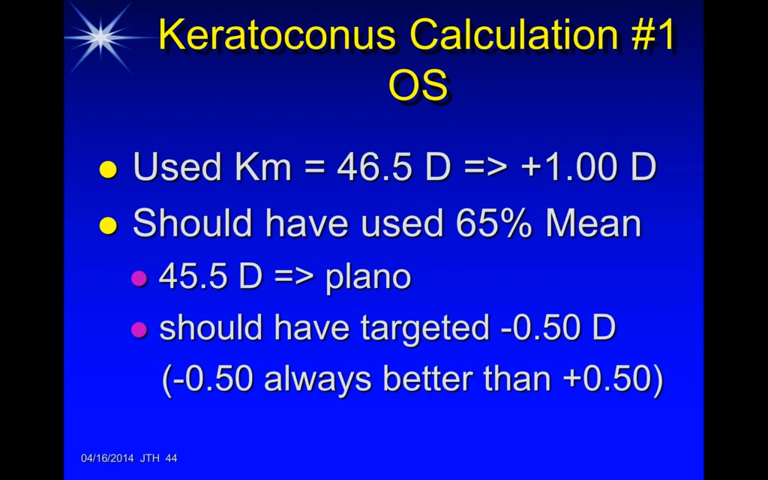 Keratoconus Calculation #1
OS
Used Km = 46.5 D => +1.00 D
Should have used 65% Mean
45.5 D => plano
should have targeted -0.50 D
(-0.50 always better than +0.50)
04/16/2014 JTH 44